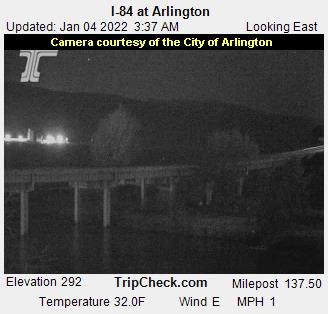 I-84 at Arlington
Updated: Jan 04 2022  3:37 AM Looking East
Camera courtesy of the City of Arlington
Elevation 292 TripCheck.com Milepost 137.50
Temperature 32.0F Wind E MPH 1